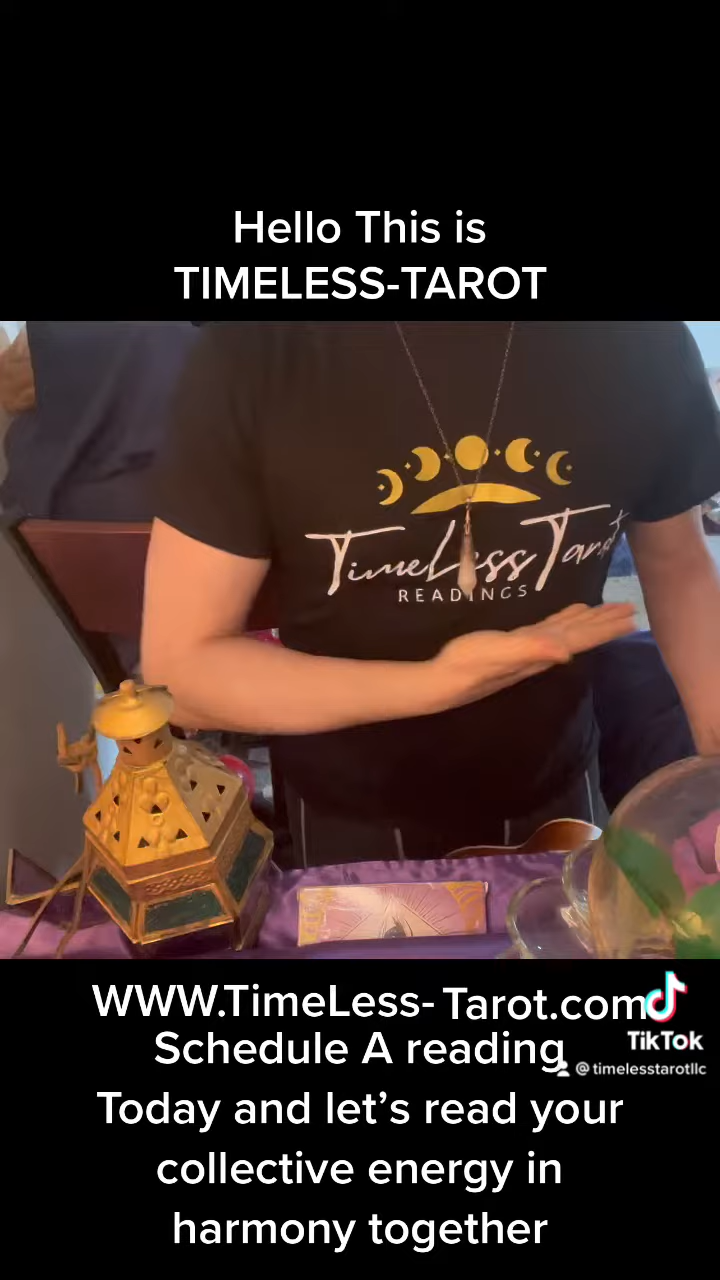 Hello This is
TIMELESS-TAROT
TimeLess Tarot
READINGS
WWW.TimeLess-Tarot.com
Schedule A reading
Today and let's read your
collective energy in
harmony together
TikTok
@timelesstarotllc